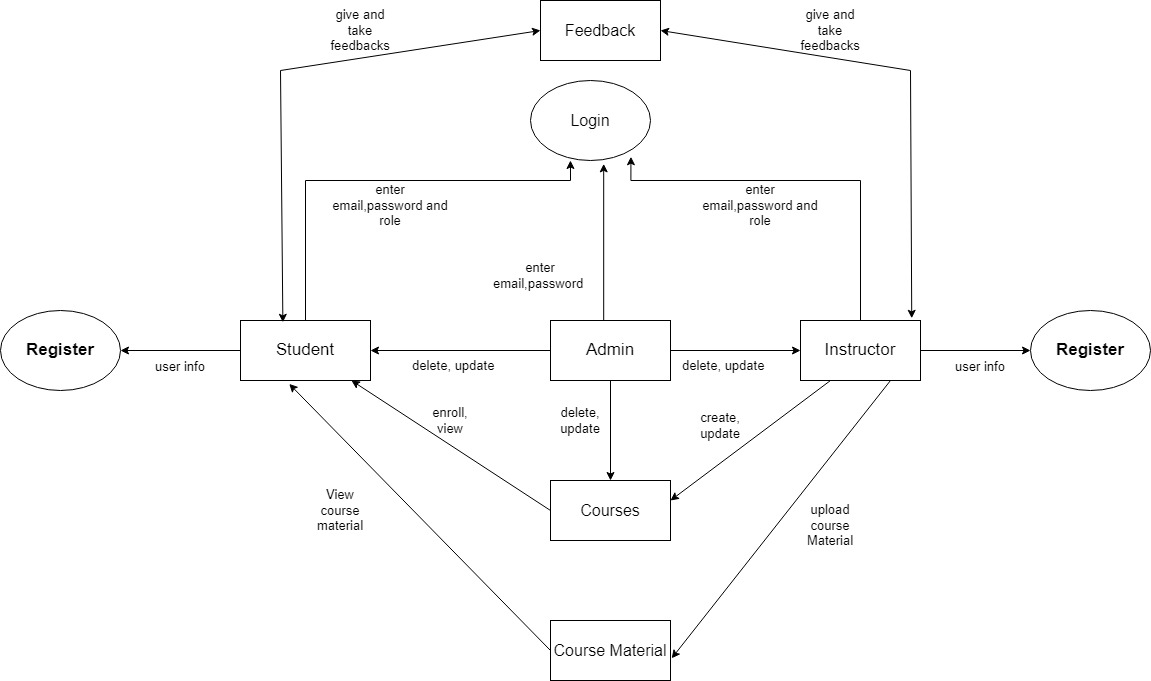 give and
take
feedbacks
Feedback
give and
take
feedbacks
Login
enter
email,password and
role
enter
email,password and
role
enter
email,password
Register
user info
Student
delete, update
Admin
delete, update
Instructor
user info
Register
enroll,
view
delete,
update
create,
update
View
course
material
Courses
upload
course
Material
Course Material